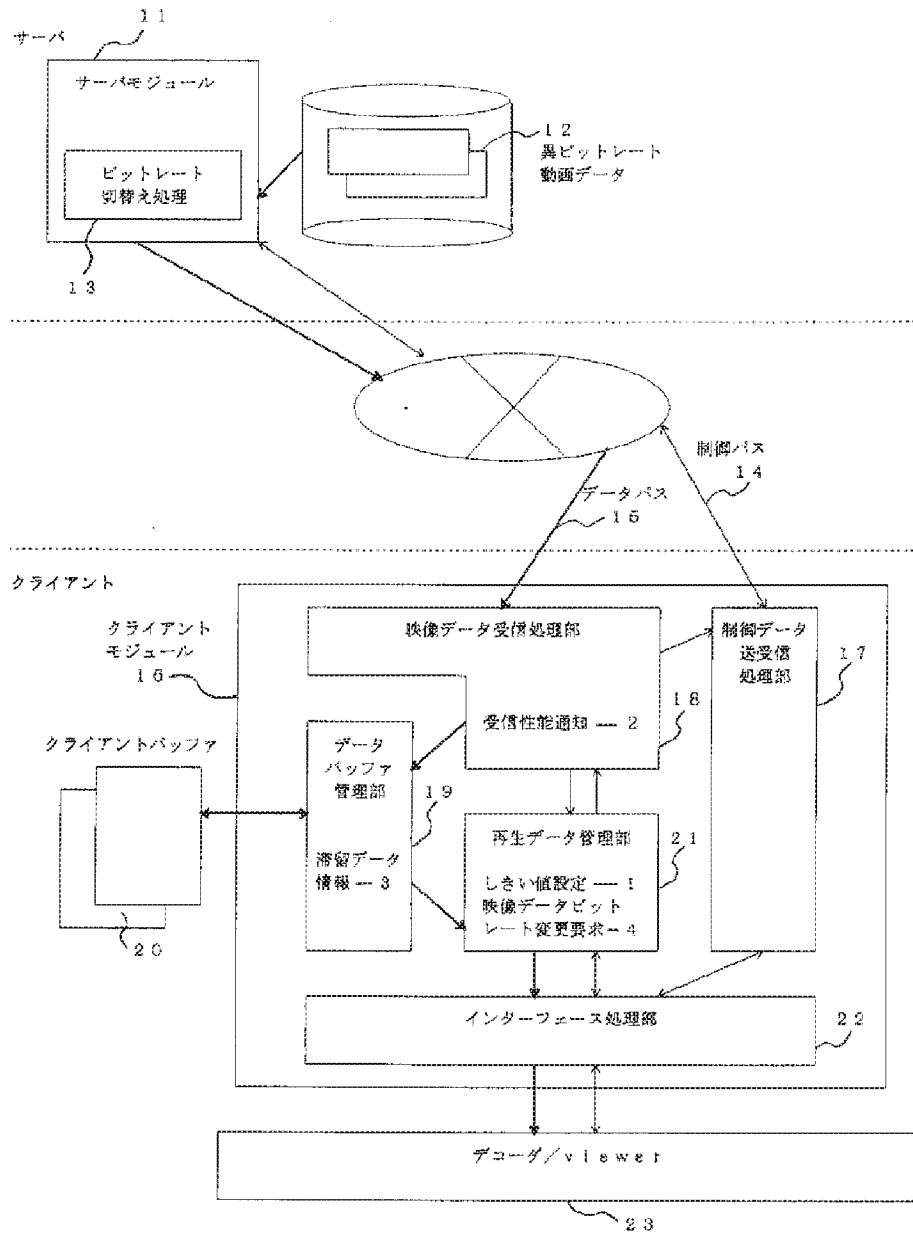 サーバ
11
サーバモジュール
ビットレート
切替え処理
13
12
異ビットレート
動画データ
制御パス
14
データパス
15
クライアント
クライアント
モジュール
16
映像データ受信処理部
受信性能通知 — 2
18
制御データ
送受信
処理部
17
クライアントバッファ
20
データ
バッファ
管理部
19
滞留データ
情報 — 3
再生データ管理部
21
しきい値設定 — 1
映像データビット
レート変更要求 — 4
インターフェース処理部
22
デコーダ/viewer
23